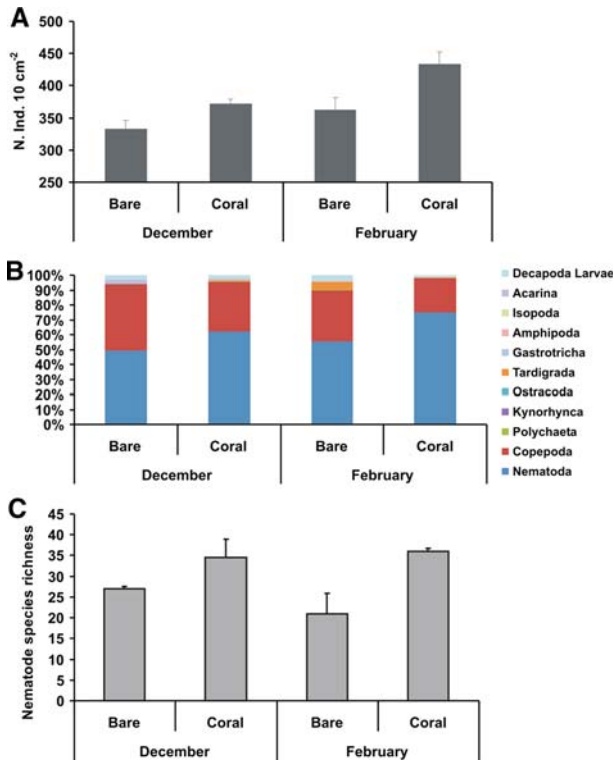 A
N. Ind. 10 cm⁻²
500
450
400
350
300
250
Bare
Coral
Bare
Coral
December
February
B
100%
90%
80%
70%
60%
50%
40%
30%
20%
10%
0%
Bare
Coral
Bare
Coral
December
February
Decapoda Larvae
Acarina
Isopoda
Amphipoda
Gastrotricha
Tardigrada
Ostracoda
Kynorhynca
Polychaeta
Copepoda
Nematoda
C
Nematode species richness
45
40
35
30
25
20
15
10
5
0
Bare
Coral
Bare
Coral
December
February